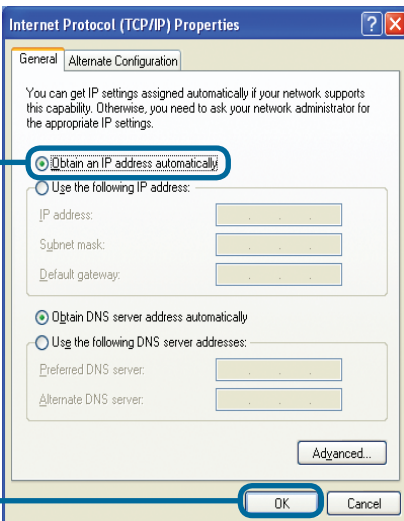 Internet Protocol (TCP/IP) Properties
General
Alternate Configuration
You can get IP settings assigned automatically if your network supports
this capability. Otherwise, you need to ask your network administrator for
the appropriate IP settings.
Obtain an IP address automatically
Use the following IP address:
IP address:
Subnet mask:
Default gateway:
Obtain DNS server address automatically
Use the following DNS server addresses:
Preferred DNS server:
Alternate DNS server:
Advanced...
OK
Cancel